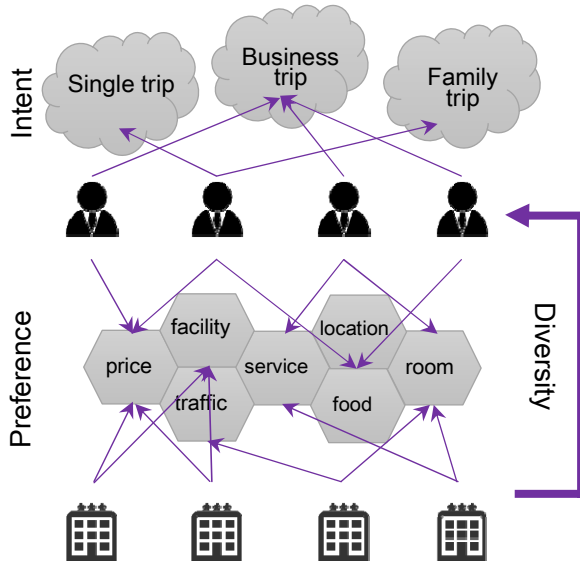 Intent
Single trip
Business
trip
Family
trip
Preference
facility
location
price
service
room
traffic
food
Diversity